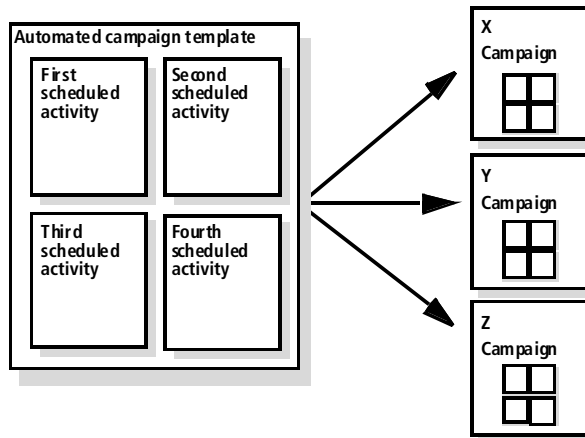 Automated campaign template
First
scheduled
activity
Second
scheduled
activity
Third
scheduled
activity
Fourth
scheduled
activity
X
Campaign
Y
Campaign
Z
Campaign